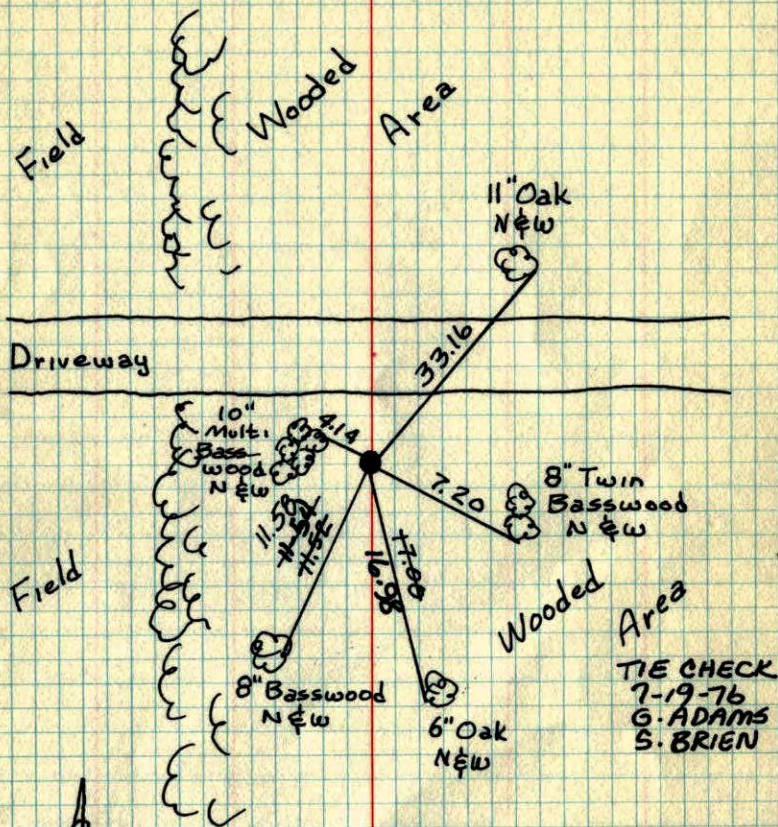 Field
Wooded
Area
11" Oak
N & W
33.16
Driveway
10"
Multi
Bass
wood
N & W
4.14
7.20
8" Twin
Basswood
N & W
11.58
11.54
11.52
17.00
16.98
Field
Wooded
Area
8" Basswood
N & W
6" Oak
N & W
TIE CHECK
7-19-76
G. ADAMS
S. BRIEN